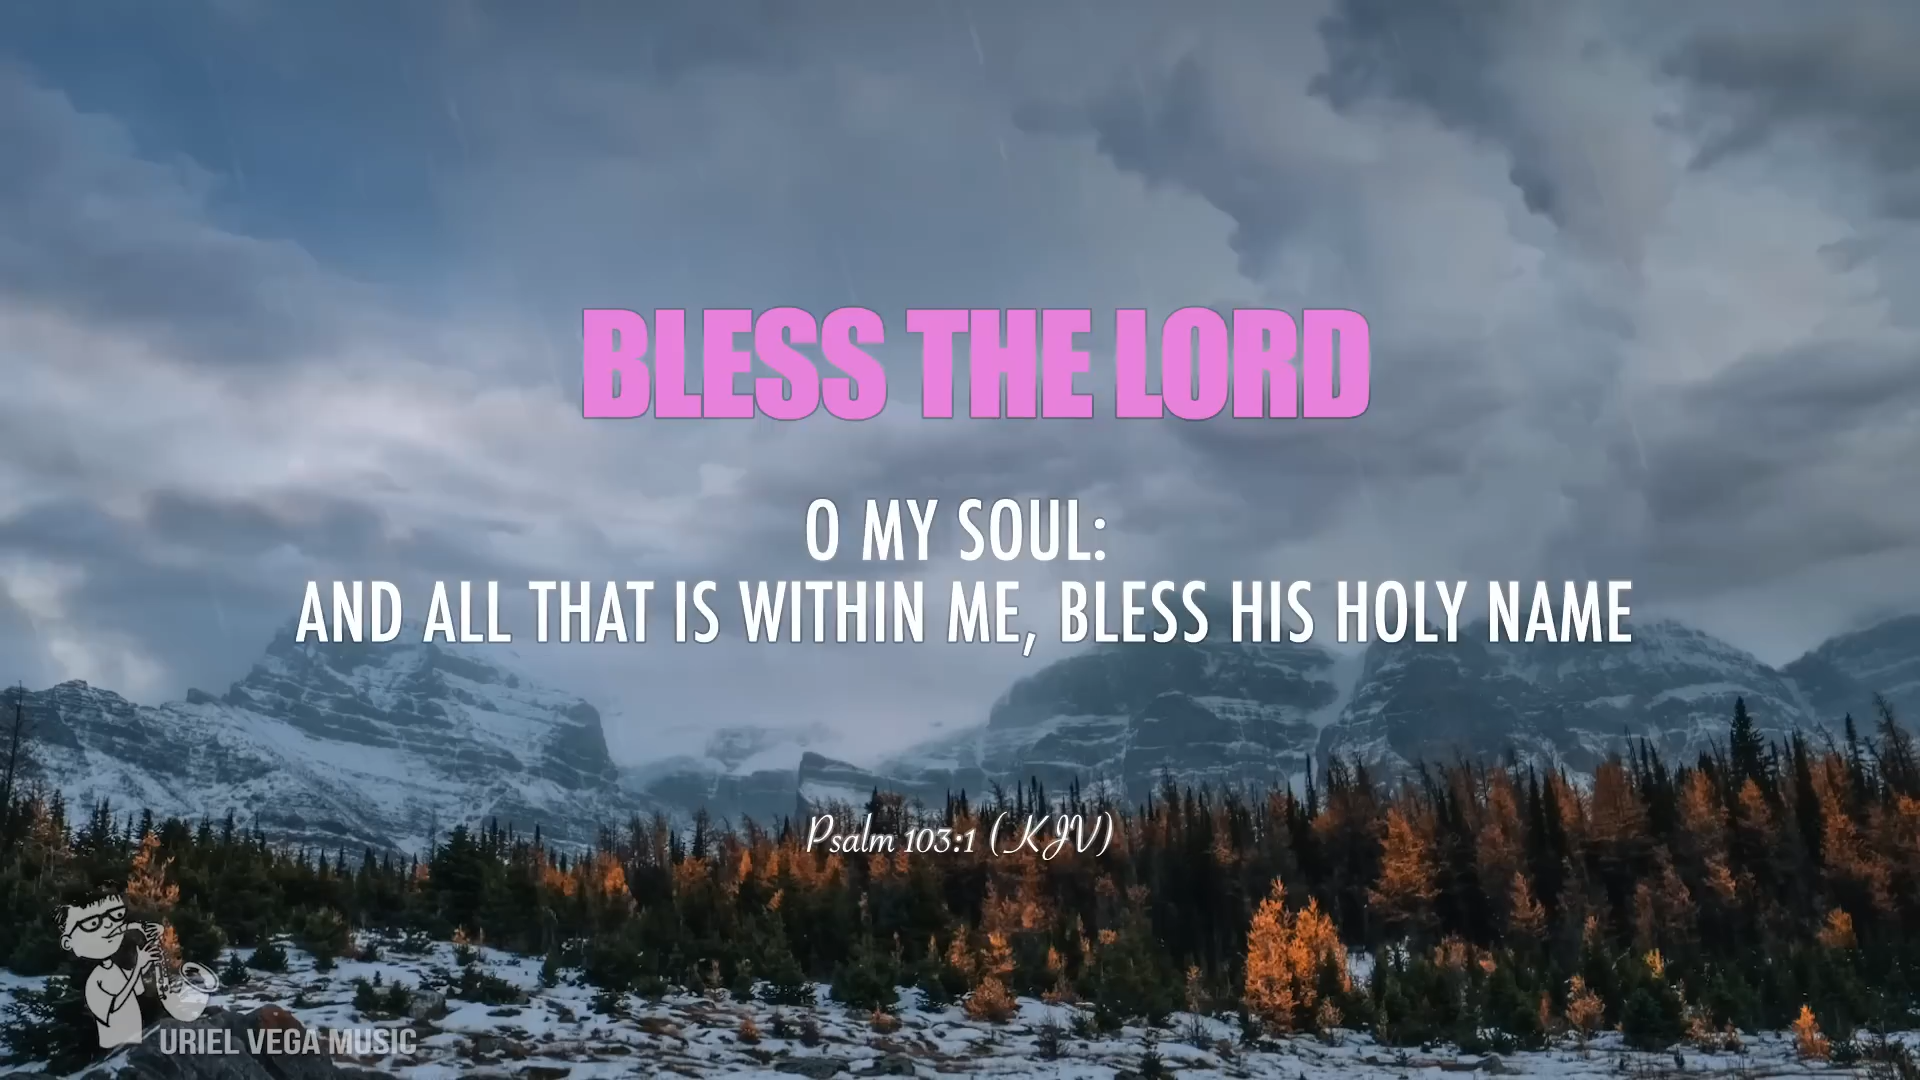 BLESS THE LORD
O MY SOUL:
AND ALL THAT IS WITHIN ME, BLESS HIS HOLY NAME
Psalm 103:1 (KJV)
URIEL VEGA MUSIC